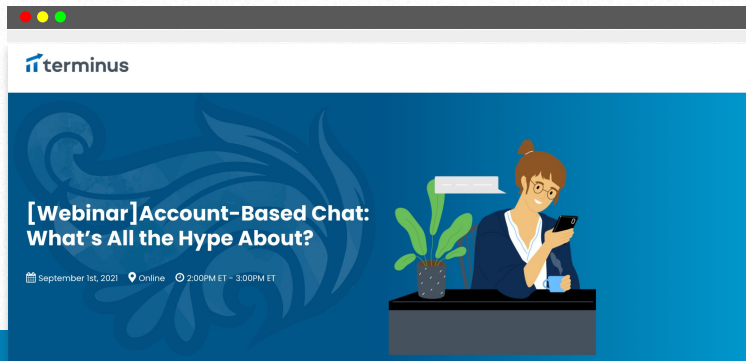 terminus
[Webinar]Account-Based Chat:
What's All the Hype About?
September 1st, 2021 Online 2:00PM ET - 3:00PM ET